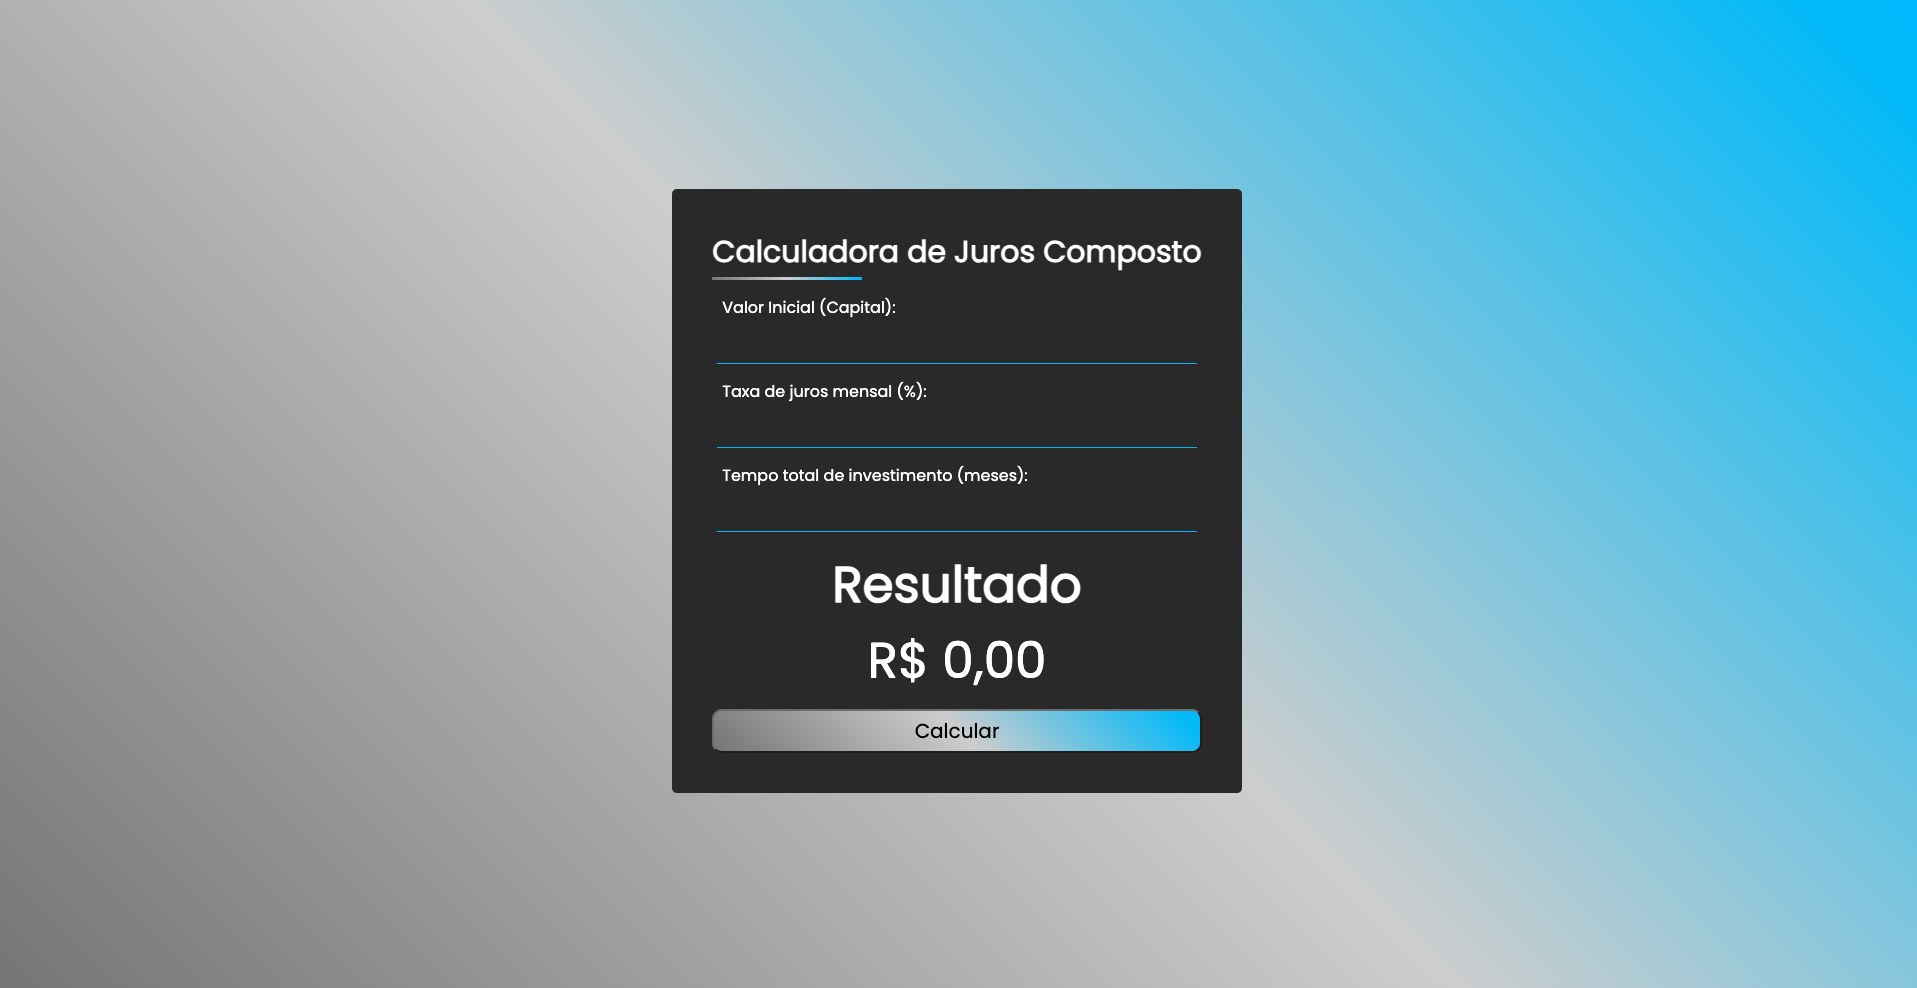 Calculadora de Juros Composto
Valor Inicial (Capital):
Taxa de juros mensal (%):
Tempo total de investimento (meses):
Resultado
R$ 0,00
Calcular